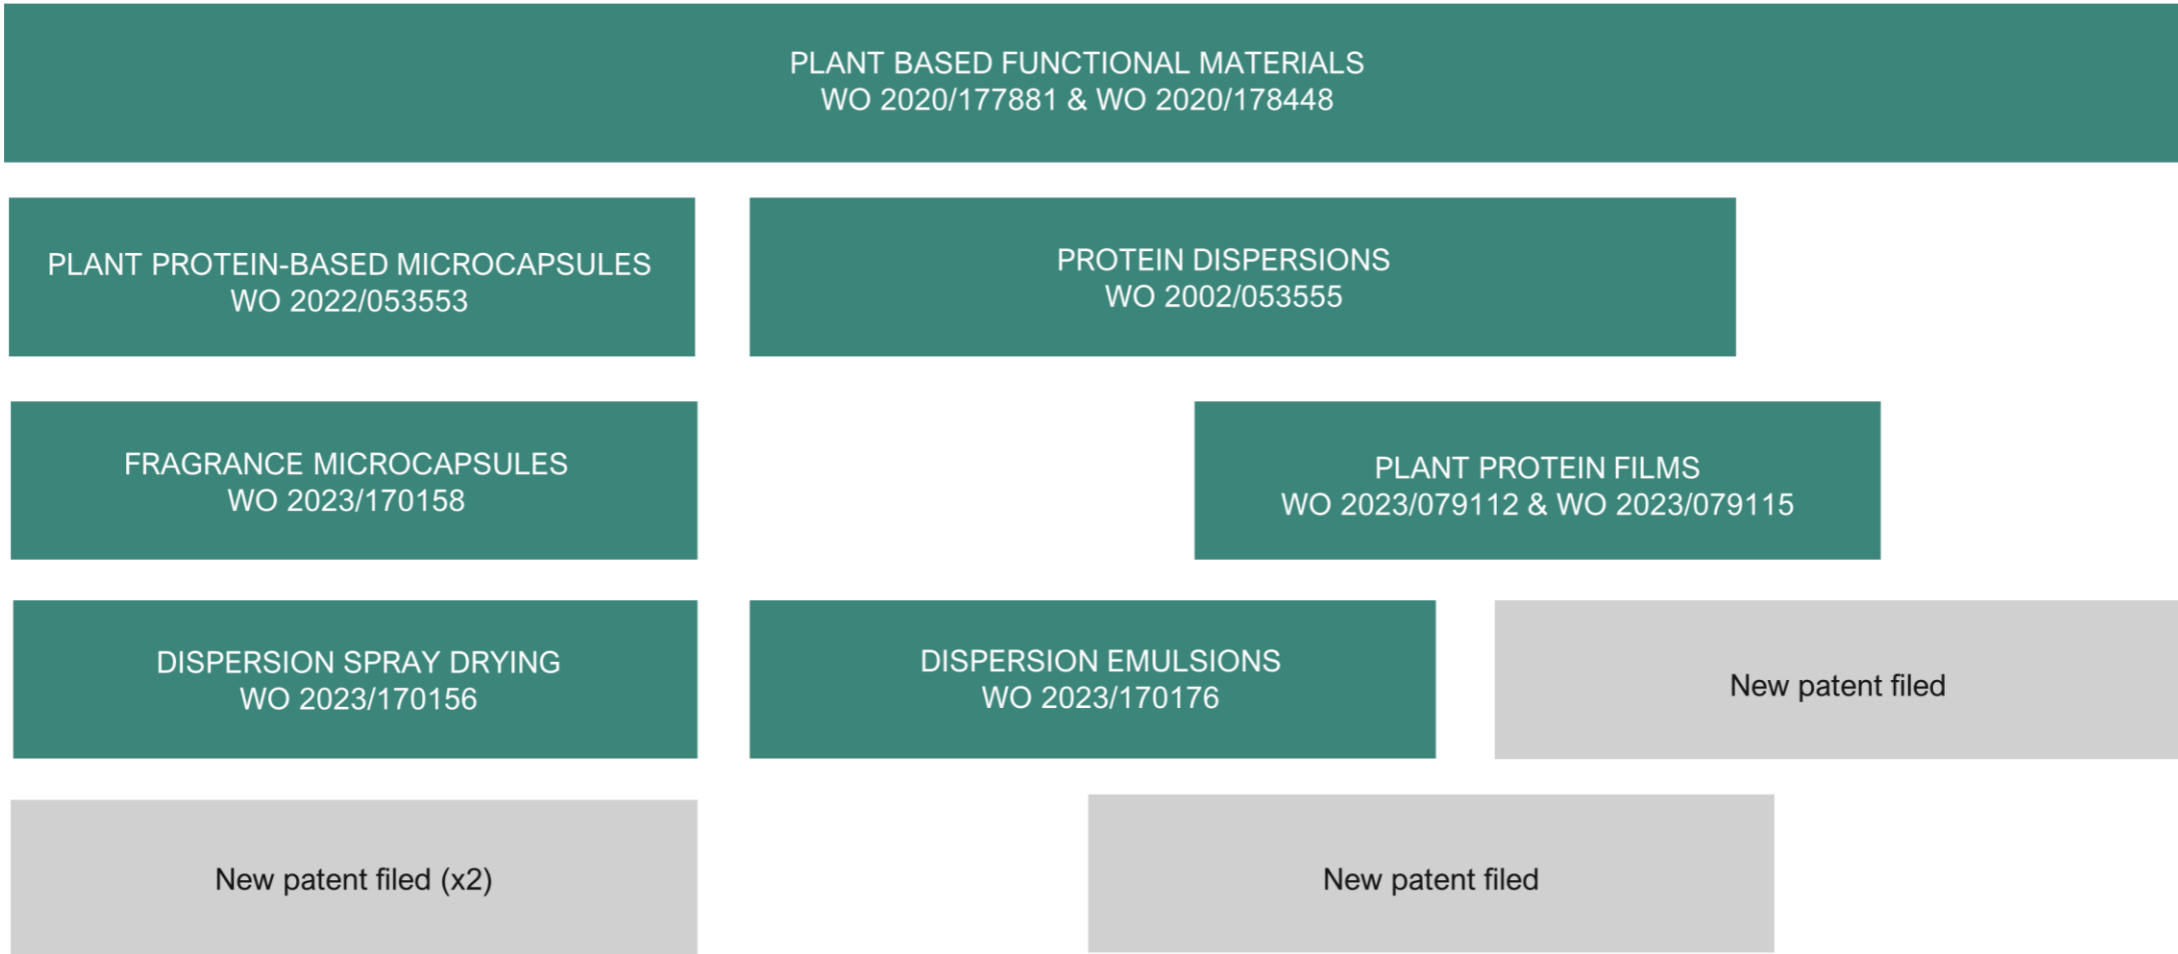 PLANT BASED FUNCTIONAL MATERIALS
WO 2020/177881 & WO 2020/178448
PLANT PROTEIN-BASED MICROCAPSULES
WO 2022/053553
PROTEIN DISPERSIONS
WO 2002/053555
FRAGRANCE MICROCAPSULES
WO 2023/170158
PLANT PROTEIN FILMS
WO 2023/079112 & WO 2023/079115
DISPERSION SPRAY DRYING
WO 2023/170156
DISPERSION EMULSIONS
WO 2023/170176
New patent filed
New patent filed (x2)
New patent filed